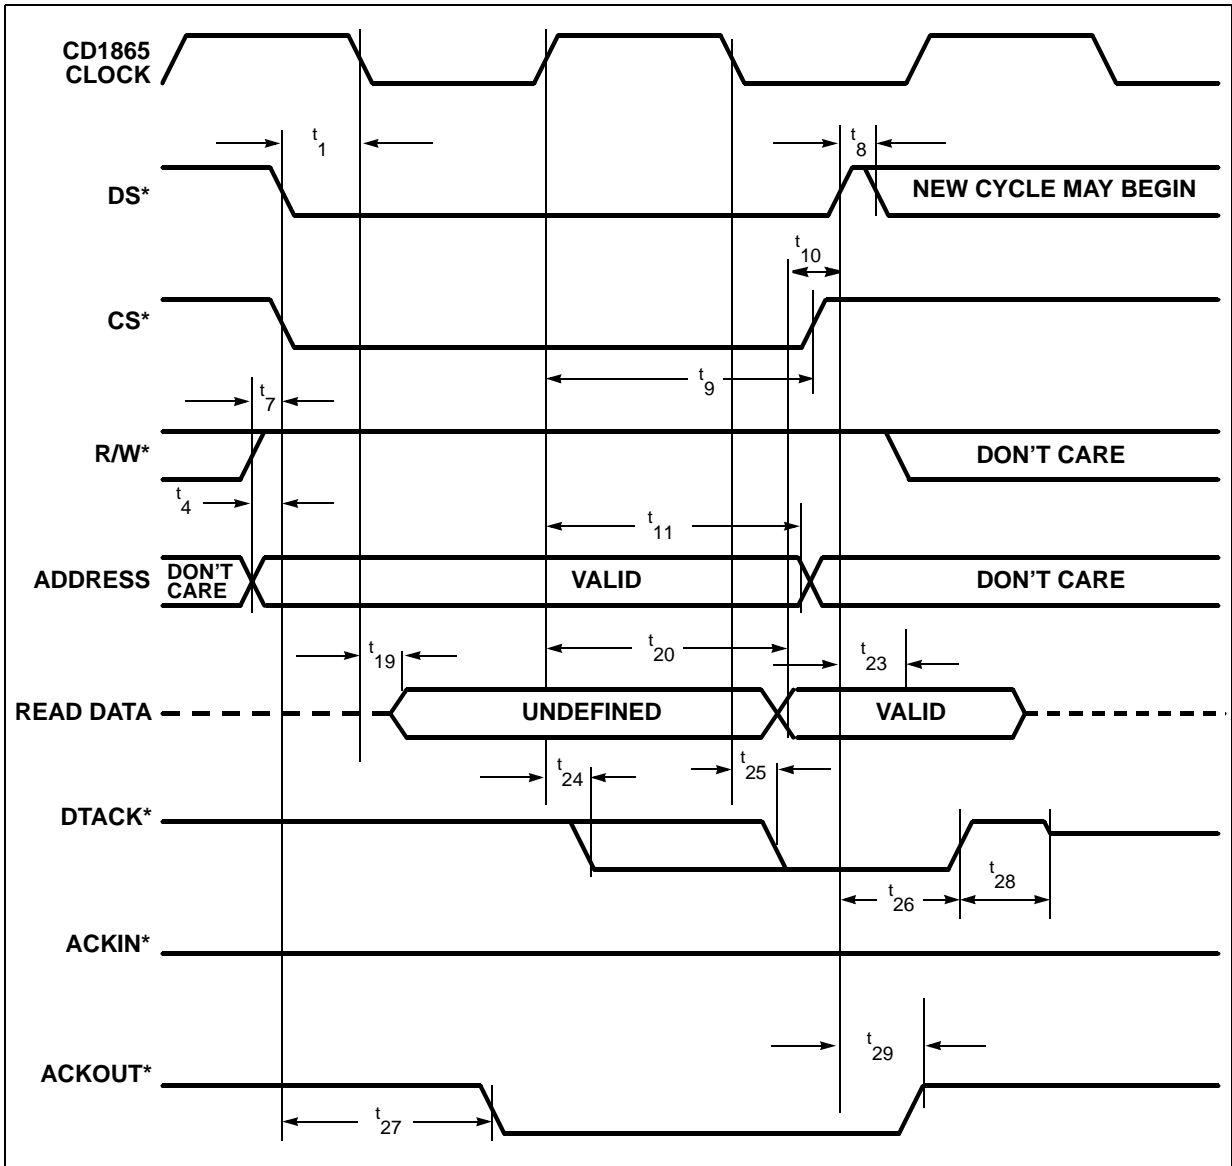 CD1865
CLOCK
t1
t8
DS*
NEW CYCLE MAY BEGIN
t10
CS*
t9
t7
R/W*
DON'T CARE
t4
t11
ADDRESS
DON'T
CARE
VALID
DON'T CARE
t19
t20
t23
READ DATA
UNDEFINED
VALID
t24
t25
DTACK*
t28
t26
ACKIN*
t29
ACKOUT*
t27